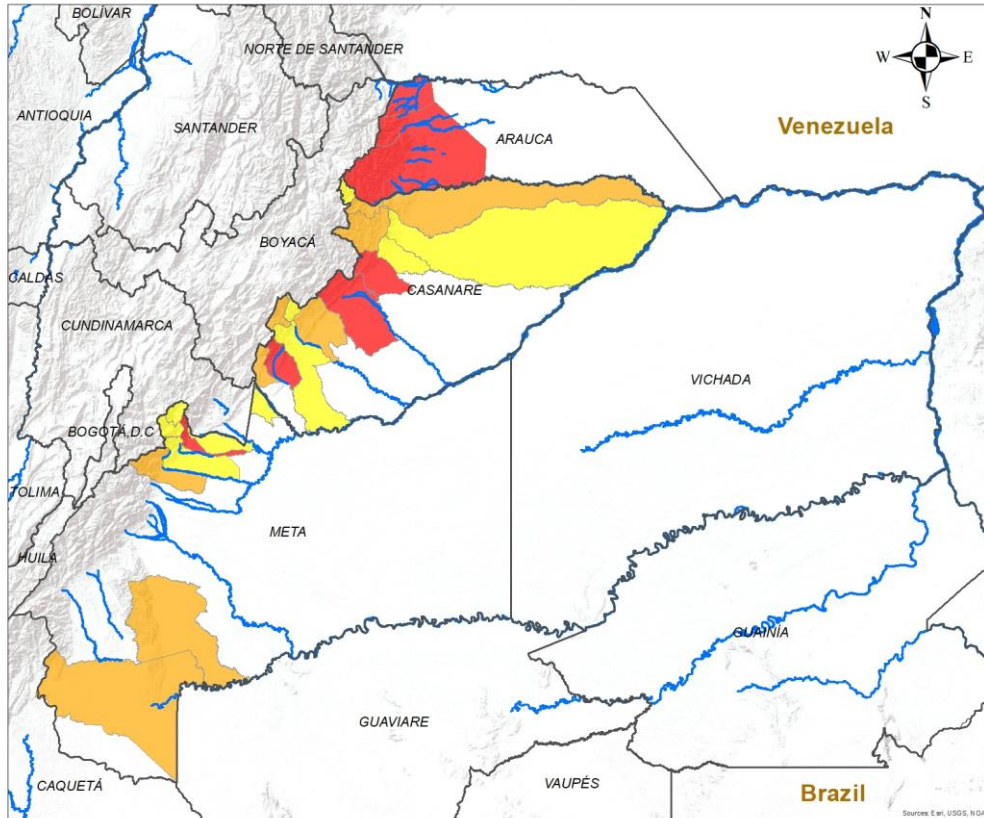 BOLÍVAR
NORTE DE SANTANDER
N
W
E
S
ANTIOQUIA
SANTANDER
ARAUCA
Venezuela
BOYACÁ
CALDAS
CASANARE
CUNDINAMARCA
VICHADA
BOGOTÁ D.C
TOLIMA
META
HUILA
GUAINÍA
GUAVIARE
CAQUETÁ
VAUPÉS
Brazil
Sources: Esri, USGS, NOA